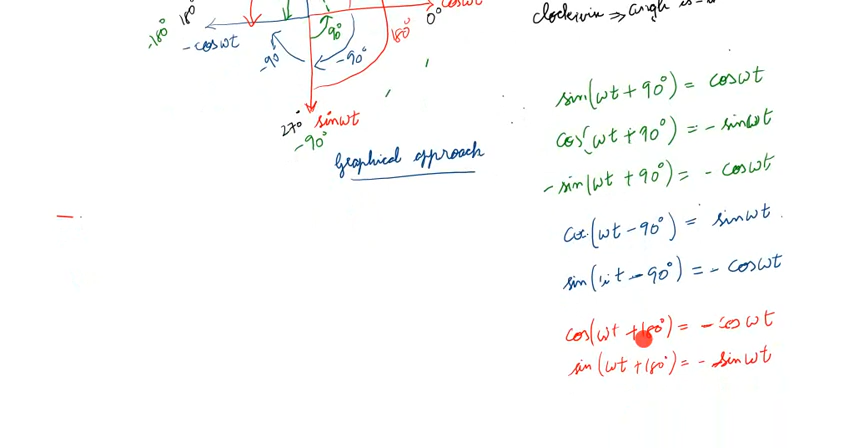 cosωt
clockwise ⇒ angle is -
180°
-180°
0°
-cosωt
90°
-90
-90°
180°
270°
sinωt
-90°
Graphical approach
sin(ωt + 90°) = cosωt
cos(ωt + 90°) = - sinωt
- sin(ωt + 90°) = - cosωt
cos(ωt - 90°) = sinωt
sin(ωt - 90°) = - cosωt
cos(ωt + 180°) = - cosωt
sin(ωt + 180°) = - sinωt